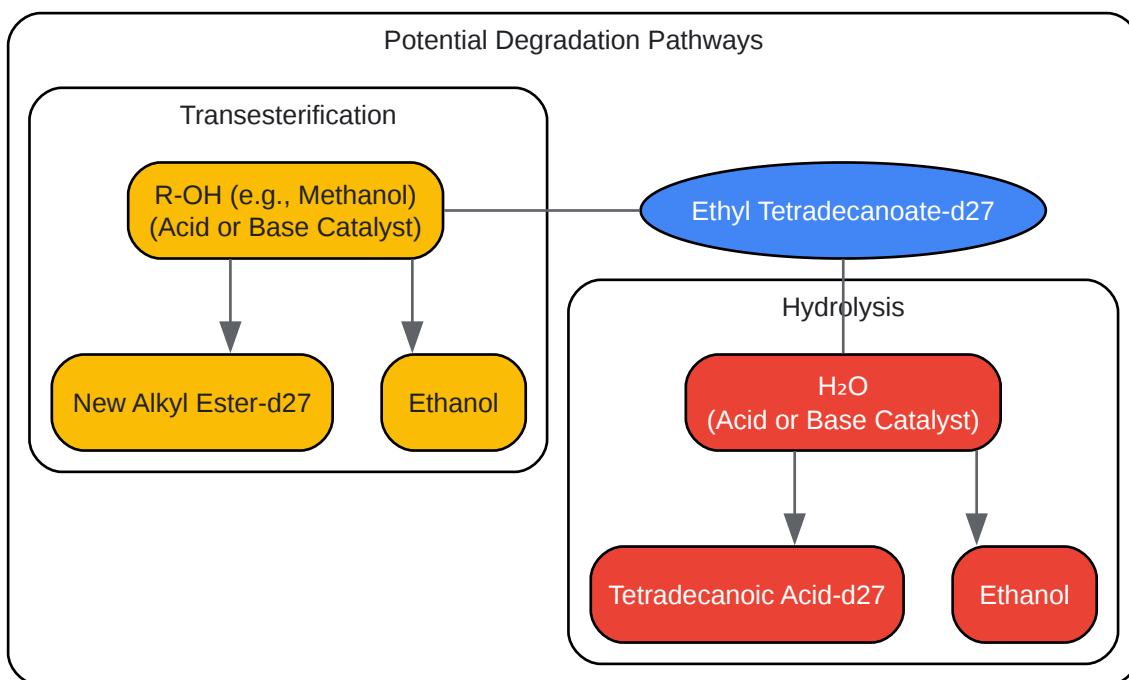 Potential Degradation Pathways
Transesterification
R-OH (e.g., Methanol)
(Acid or Base Catalyst)
Ethyl Tetradecanoate-d27
New Alkyl Ester-d27
Ethanol
Hydrolysis
H₂O
(Acid or Base Catalyst)
Tetradecanoic Acid-d27
Ethanol